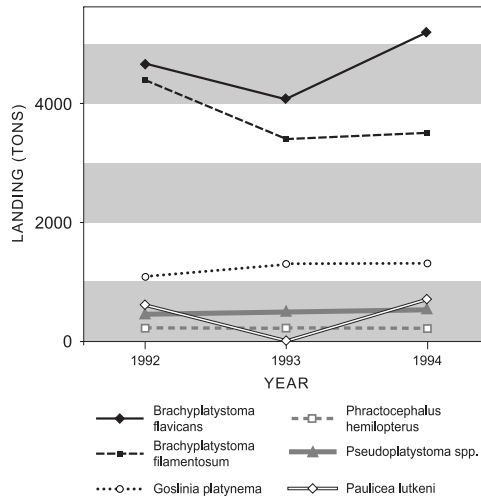 LANDING (TONS)
4000
2000
0
1992
1993
1994
YEAR
Brachyplatystoma
flavicans
Brachyplatystoma
filamentosum
Goslinia platynema
Phractocephalus
hemilopterus
Pseudoplatystoma spp.
Paulicea lutkeni